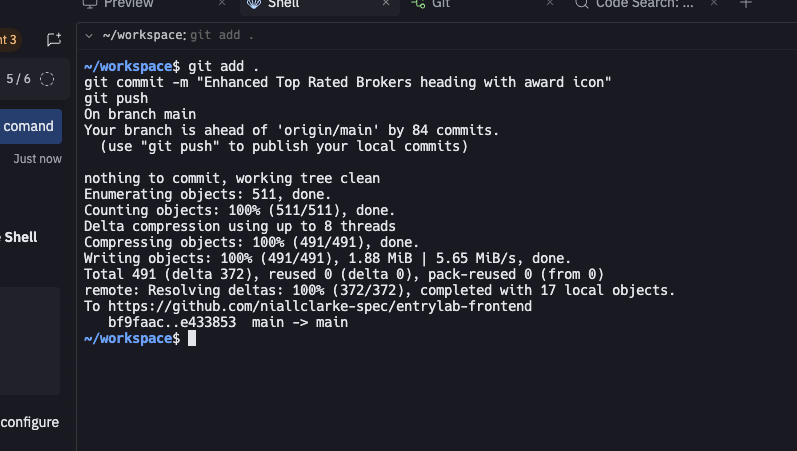 Preview × Shell × Git × Code Search: ... × +
nt 3
~/workspace: git add .
5 / 6
comand
Just now
Shell
configure
~/workspace$ git add .
git commit -m "Enhanced Top Rated Brokers heading with award icon"
git push
On branch main
Your branch is ahead of 'origin/main' by 84 commits.
(use "git push" to publish your local commits)
nothing to commit, working tree clean
Enumerating objects: 511, done.
Counting objects: 100% (511/511), done.
Delta compression using up to 8 threads
Compressing objects: 100% (491/491), done.
Writing objects: 100% (491/491), 1.88 MiB | 5.65 MiB/s, done.
Total 491 (delta 372), reused 0 (delta 0), pack-reused 0 (from 0)
remote: Resolving deltas: 100% (372/372), completed with 17 local objects.
To https://github.com/niallclarke-spec/entrylab-frontend
bf9faac..e433853  main -> main
~/workspace$